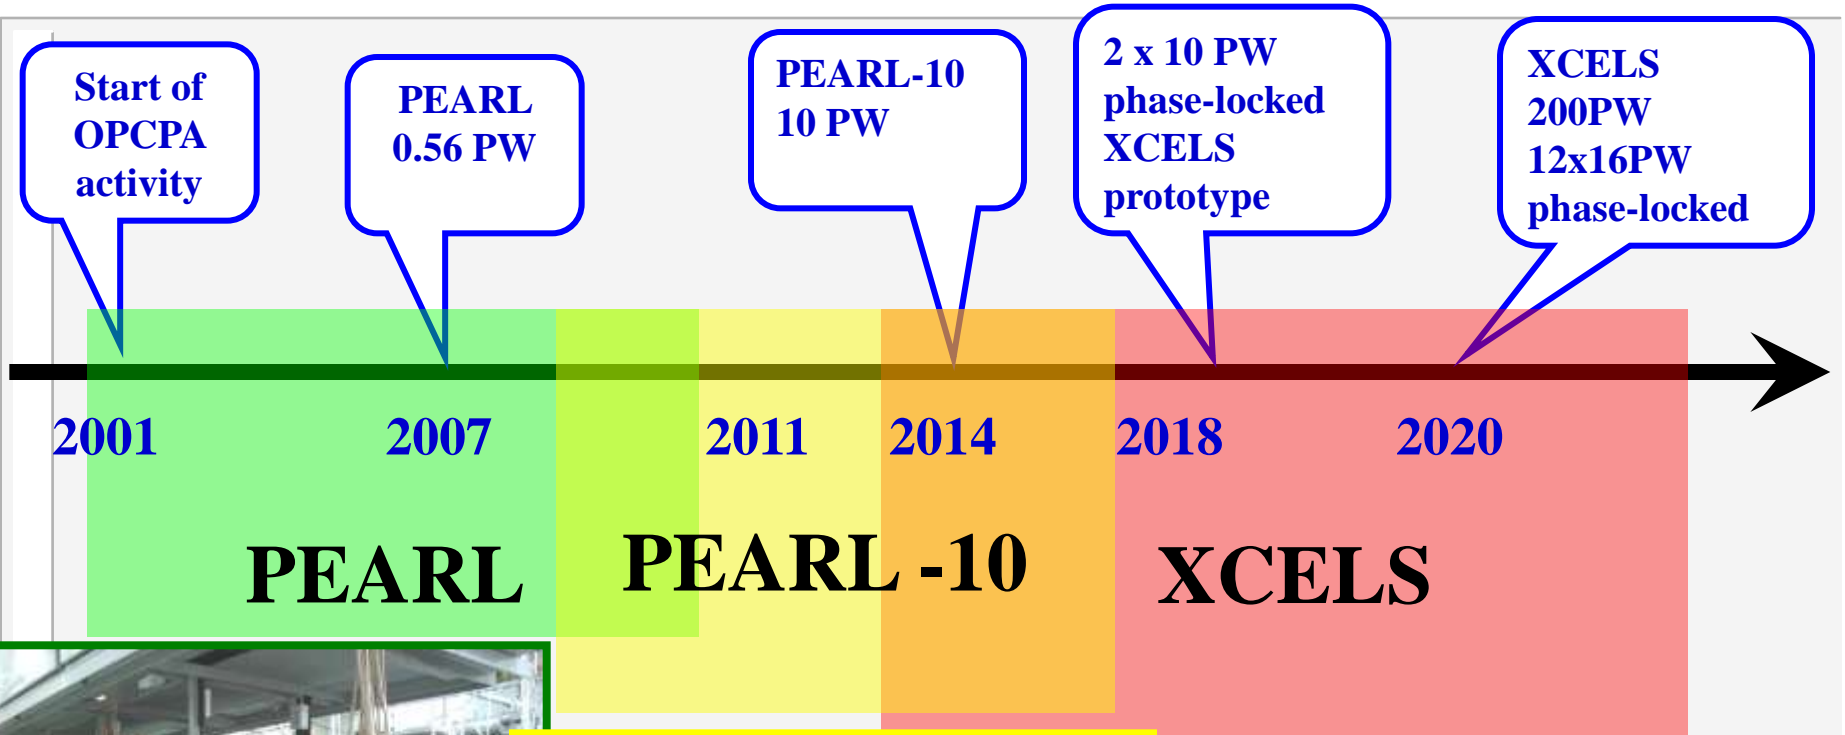 Start of
OPCPA
activity
PEARL
0.56 PW
PEARL-10
10 PW
2 x 10 PW
phase-locked
XCELS
prototype
XCELS
200PW
12x16PW
phase-locked
2001
2007
2011
2014
2018
2020
PEARL
PEARL -10
XCELS